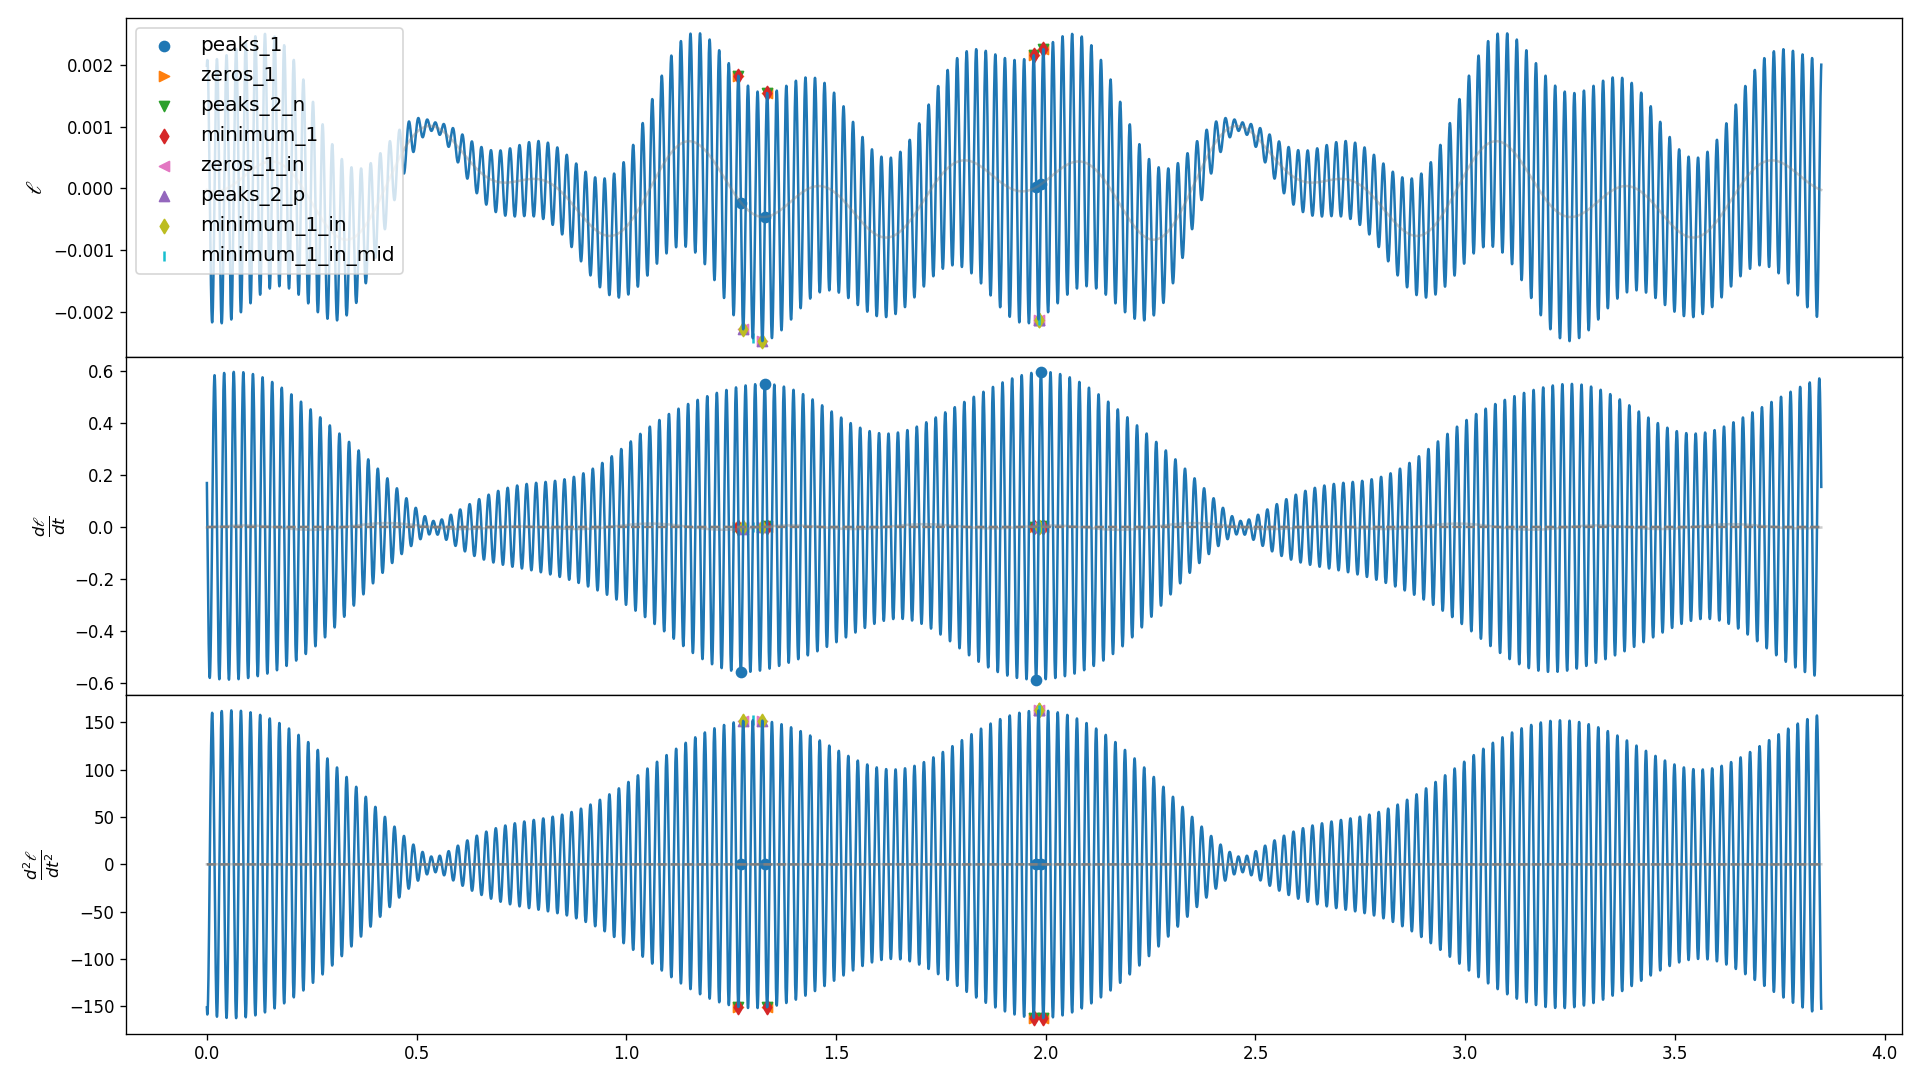 peaks_1
zeros_1
peaks_2_n
minimum_1
zeros_1_in
peaks_2_p
minimum_1_in
minimum_1_in_mid
ℓ
0.002
0.001
0.000
−0.001
−0.002
dℓ/dt
0.6
0.4
0.2
0.0
−0.2
−0.4
−0.6
d²ℓ/dt²
150
100
50
0
−50
−100
−150
0.0 0.5 1.0 1.5 2.0 2.5 3.0 3.5 4.0